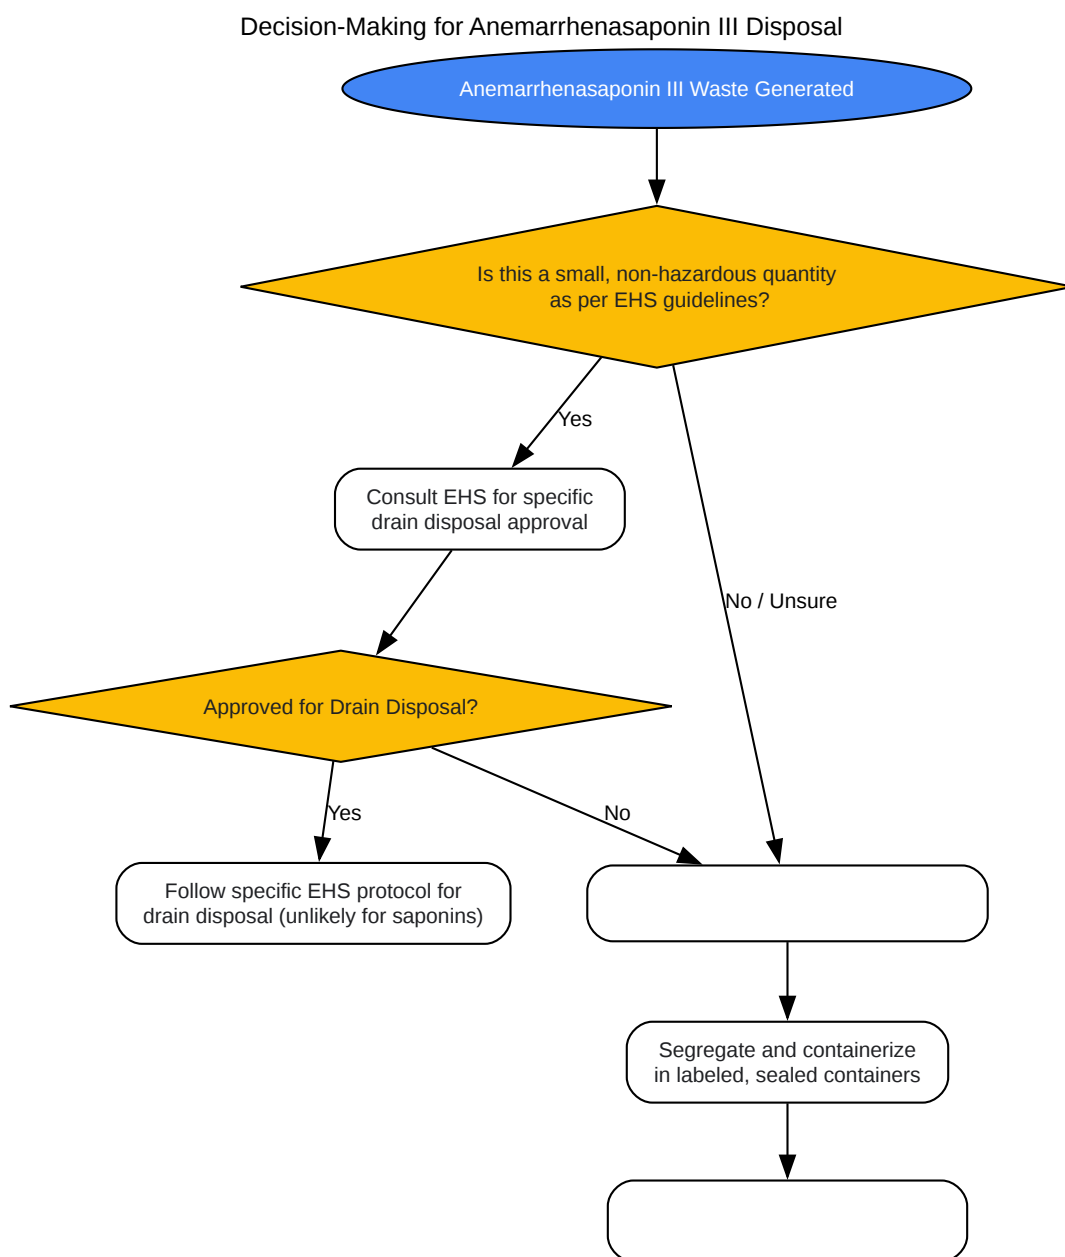 Decision-Making for Anemarrhenasaponin III Disposal
Anemarrhenasaponin III Waste Generated
Is this a small, non-hazardous quantity
as per EHS guidelines?
Yes
Consult EHS for specific
drain disposal approval
No / Unsure
Approved for Drain Disposal?
Yes
No
Follow specific EHS protocol for
drain disposal (unlikely for saponins)
Segregate and containerize
in labeled, sealed containers